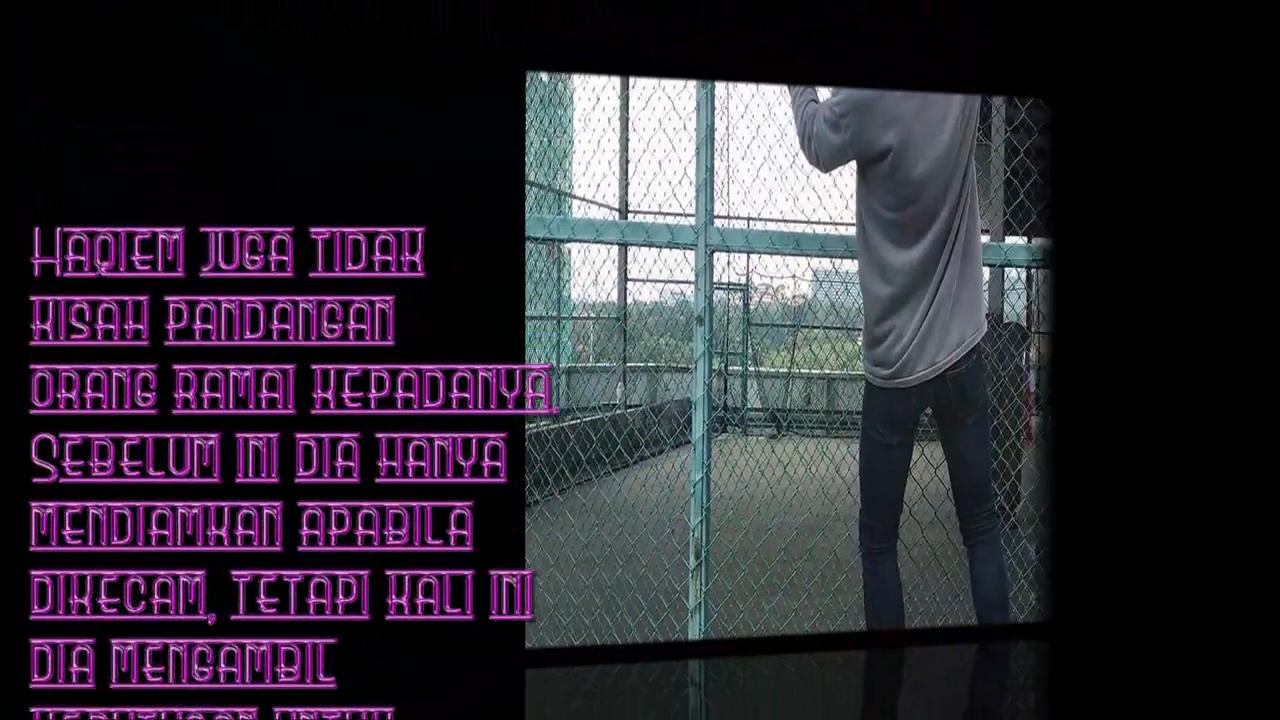 Haqiem juga tidak
kisah pandangan
orang ramai kepadanya.
Sebelum ini dia hanya
mendiamkan apabila
dikecam, tetapi kali ini
dia mengambil